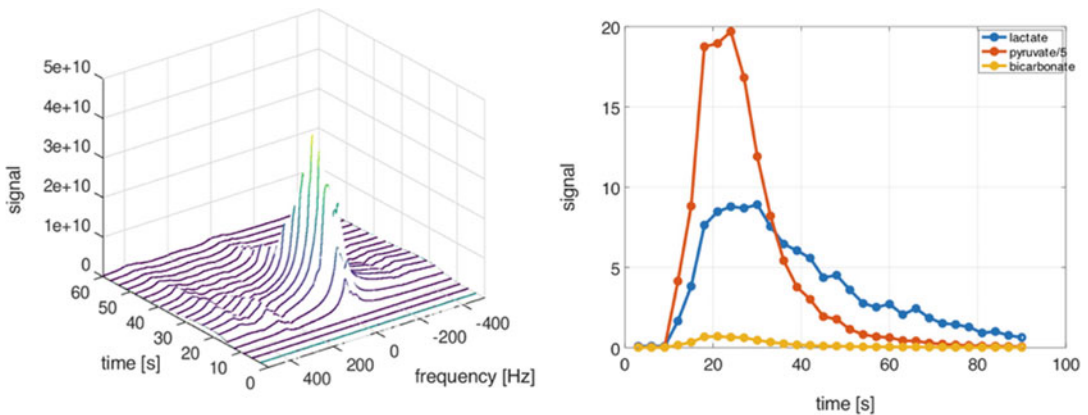 5e+10
4e+10
3e+10
2e+10
1e+10
0
signal
60
50
40
30
20
10
0
time [s]
400
200
0
-200
-400
frequency [Hz]
20
15
10
5
0
signal
0
20
40
60
80
100
time [s]
lactate
pyruvate/5
bicarbonate